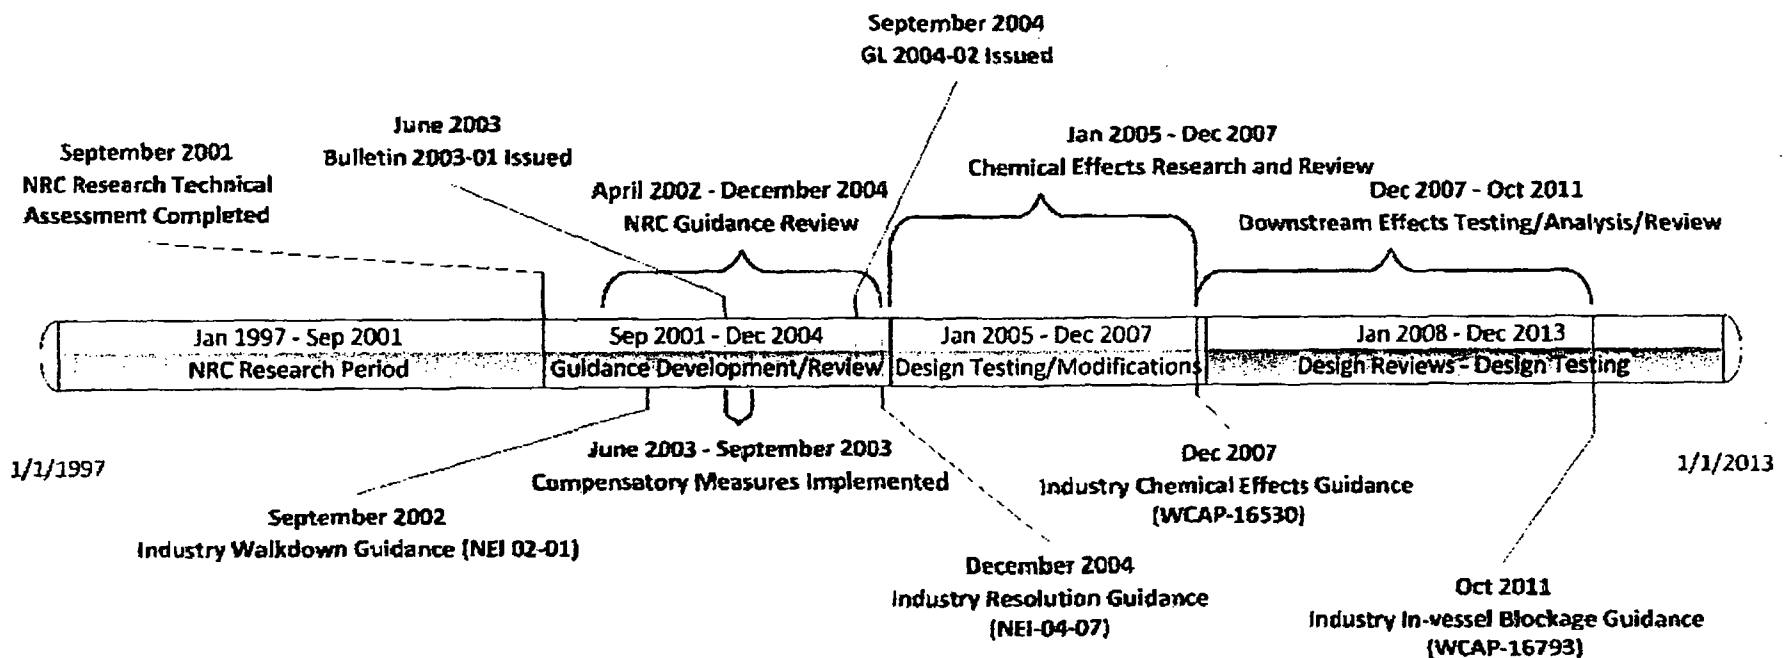 September 2004
GL 2004-02 Issued
June 2003
Bulletin 2003-01 Issued
September 2001
NRC Research Technical
Assessment Completed
April 2002 - December 2004
NRC Guidance Review
Jan 2005 - Dec 2007
Chemical Effects Research and Review
Dec 2007 - Oct 2011
Downstream Effects Testing/Analysis/Review
Jan 1997 - Sep 2001
NRC Research Period
Sep 2001 - Dec 2004
Guidance Development/Review
Jan 2005 - Dec 2007
Design Testing/Modifications
Jan 2008 - Dec 2013
Design Reviews - Design Testing
1/1/1997
1/1/2013
June 2003 - September 2003
Compensatory Measures Implemented
September 2002
Industry Walkdown Guidance (NEI 02-01)
Dec 2007
Industry Chemical Effects Guidance
(WCAP-16530)
December 2004
Industry Resolution Guidance
(NEI-04-07)
Oct 2011
Industry In-vessel Blockage Guidance
(WCAP-16793)